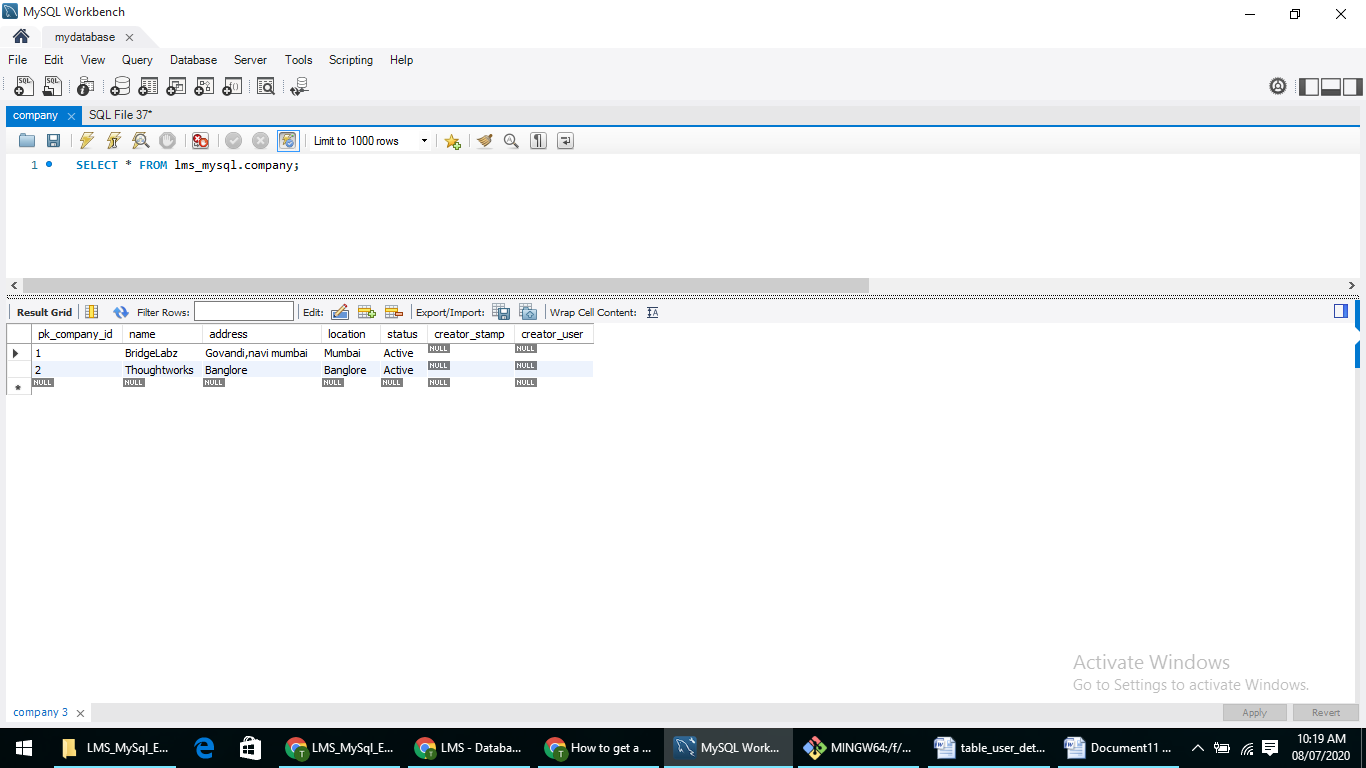 MySQL Workbench
mydatabase
File Edit View Query Database Server Tools Scripting Help
company SQL File 37*
Limit to 1000 rows
1 SELECT * FROM lms_mysql.company;
Result Grid Filter Rows: Edit: Export/Import: Wrap Cell Content:
pk_company_id name address location status creator_stamp creator_user
1 BridgeLabz Govandi,navi mumbai Mumbai Active NULL NULL
2 Thoughtworks Banglore Banglore Active NULL NULL
NULL NULL NULL NULL NULL NULL NULL
Activate Windows
Go to Settings to activate Windows.
company 3 Apply Revert
LMS_MySql_E... LMS_MySql_E... LMS - Databa... How to get a ... MySQL Work... MINGW64:/f/... table_user_det... Document11 ... 10:19 AM
08/07/2020